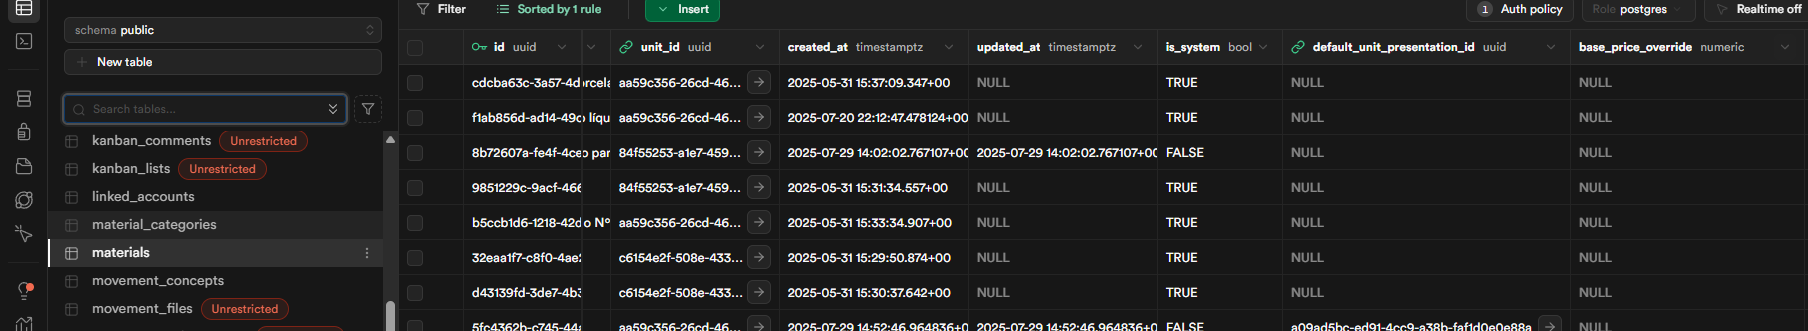 Filter Sorted by 1 rule Insert 1 Auth policy Role postgres Realtime off
schema public
New table
Search tables...
kanban_comments Unrestricted
kanban_lists Unrestricted
linked_accounts
material_categories
materials
movement_concepts
movement_files Unrestricted
id uuid unit_id uuid created_at timestamptz updated_at timestamptz is_system bool default_unit_presentation_id uuid base_price_override numeric
cdcba63c-3a57-4d rcela aa59c356-26cd-46... 2025-05-31 15:37:09.347+00 NULL TRUE NULL NULL
f1ab856d-ad14-49c o líqu aa59c356-26cd-46... 2025-07-20 22:12:47.478124+00 NULL TRUE NULL NULL
8b72607a-fe4f-4ce o par 84f55253-a1e7-459... 2025-07-29 14:02:02.767107+00 2025-07-29 14:02:02.767107+00 FALSE NULL NULL
9851229c-9acf-466 84f55253-a1e7-459... 2025-05-31 15:31:34.557+00 NULL TRUE NULL NULL
b5ccb1d6-1218-42d o Nº aa59c356-26cd-46... 2025-05-31 15:33:34.907+00 NULL TRUE NULL NULL
32eaa1f7-c8f0-4ae c6154e2f-508e-433... 2025-05-31 15:29:50.874+00 NULL TRUE NULL NULL
d43139fd-3de7-4b3 c6154e2f-508e-433... 2025-05-31 15:30:37.642+00 NULL TRUE NULL NULL
5fc4362b-c745-44a aa59c356-26cd-46... 2025-07-29 14:52:46.964836+0 2025-07-29 14:52:46.964836+00 FALSE a09ad5bc-ed91-4cc9-a38b-faf1d0e0e88a NULL